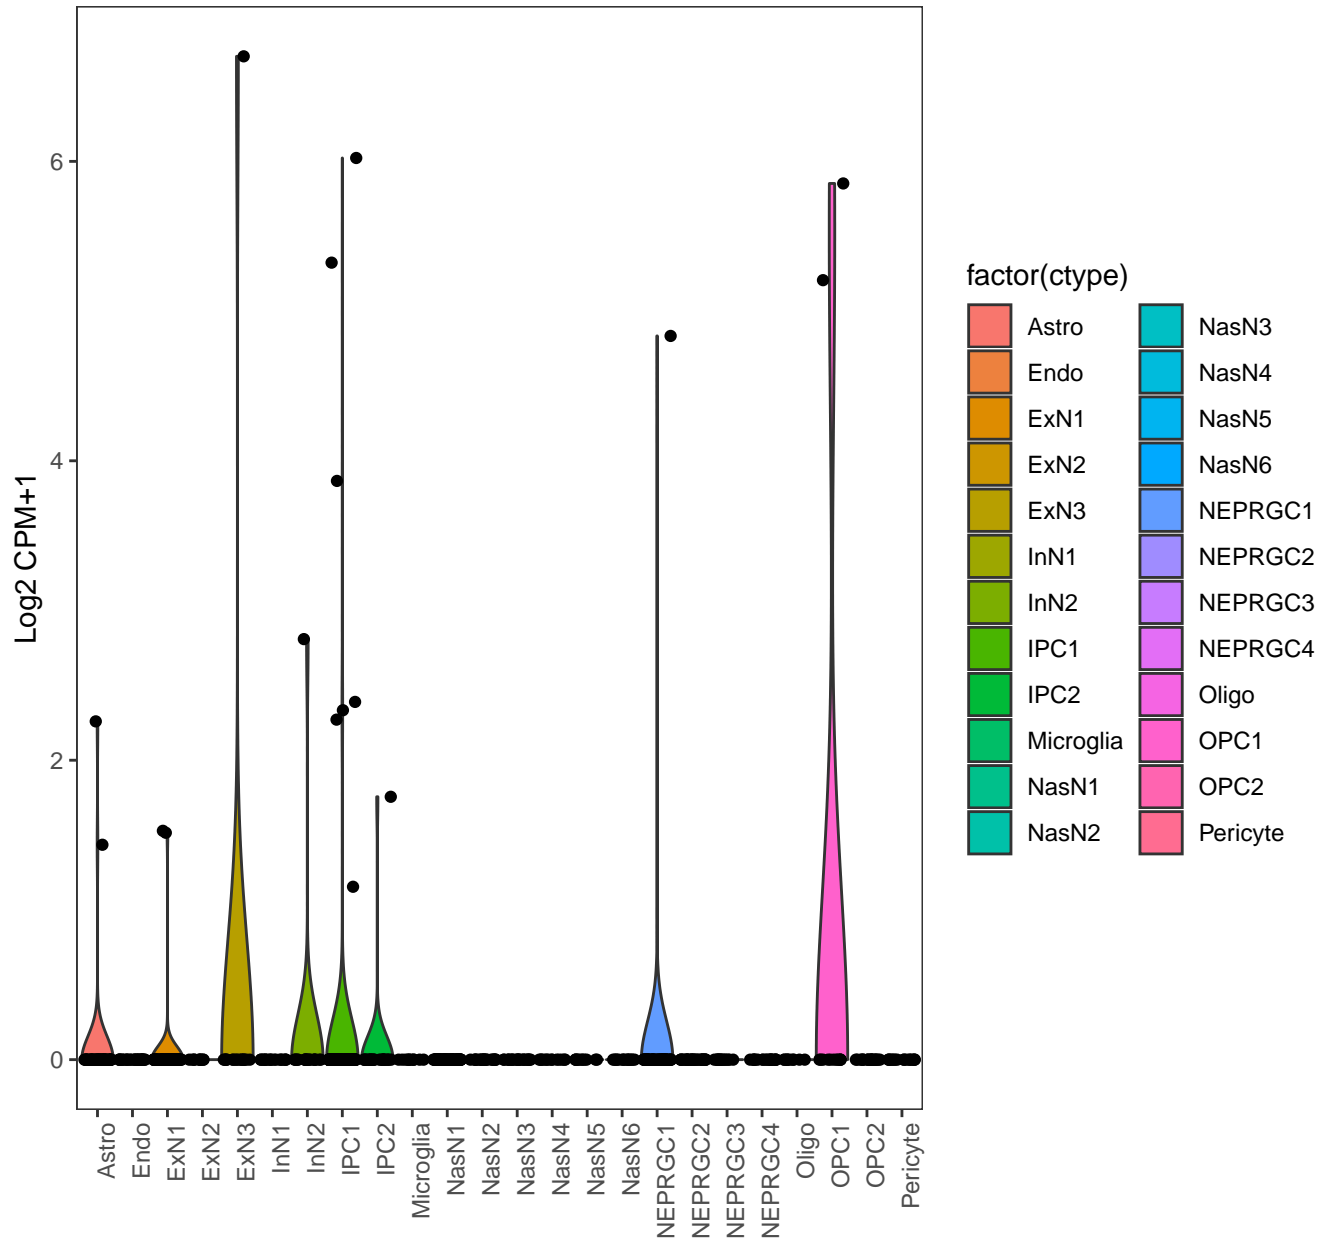 6
4
2
0
Log2 CPM+1
Astro
Endo
ExN1
ExN2
ExN3
InN1
InN2
IPC1
IPC2
Microglia
NasN1
NasN2
NasN3
NasN4
NasN5
NasN6
NEPRGC1
NEPRGC2
NEPRGC3
NEPRGC4
Oligo
OPC1
OPC2
Pericyte
factor(ctype)
Astro
Endo
ExN1
ExN2
ExN3
InN1
InN2
IPC1
IPC2
Microglia
NasN1
NasN2
NasN3
NasN4
NasN5
NasN6
NEPRGC1
NEPRGC2
NEPRGC3
NEPRGC4
Oligo
OPC1
OPC2
Pericyte